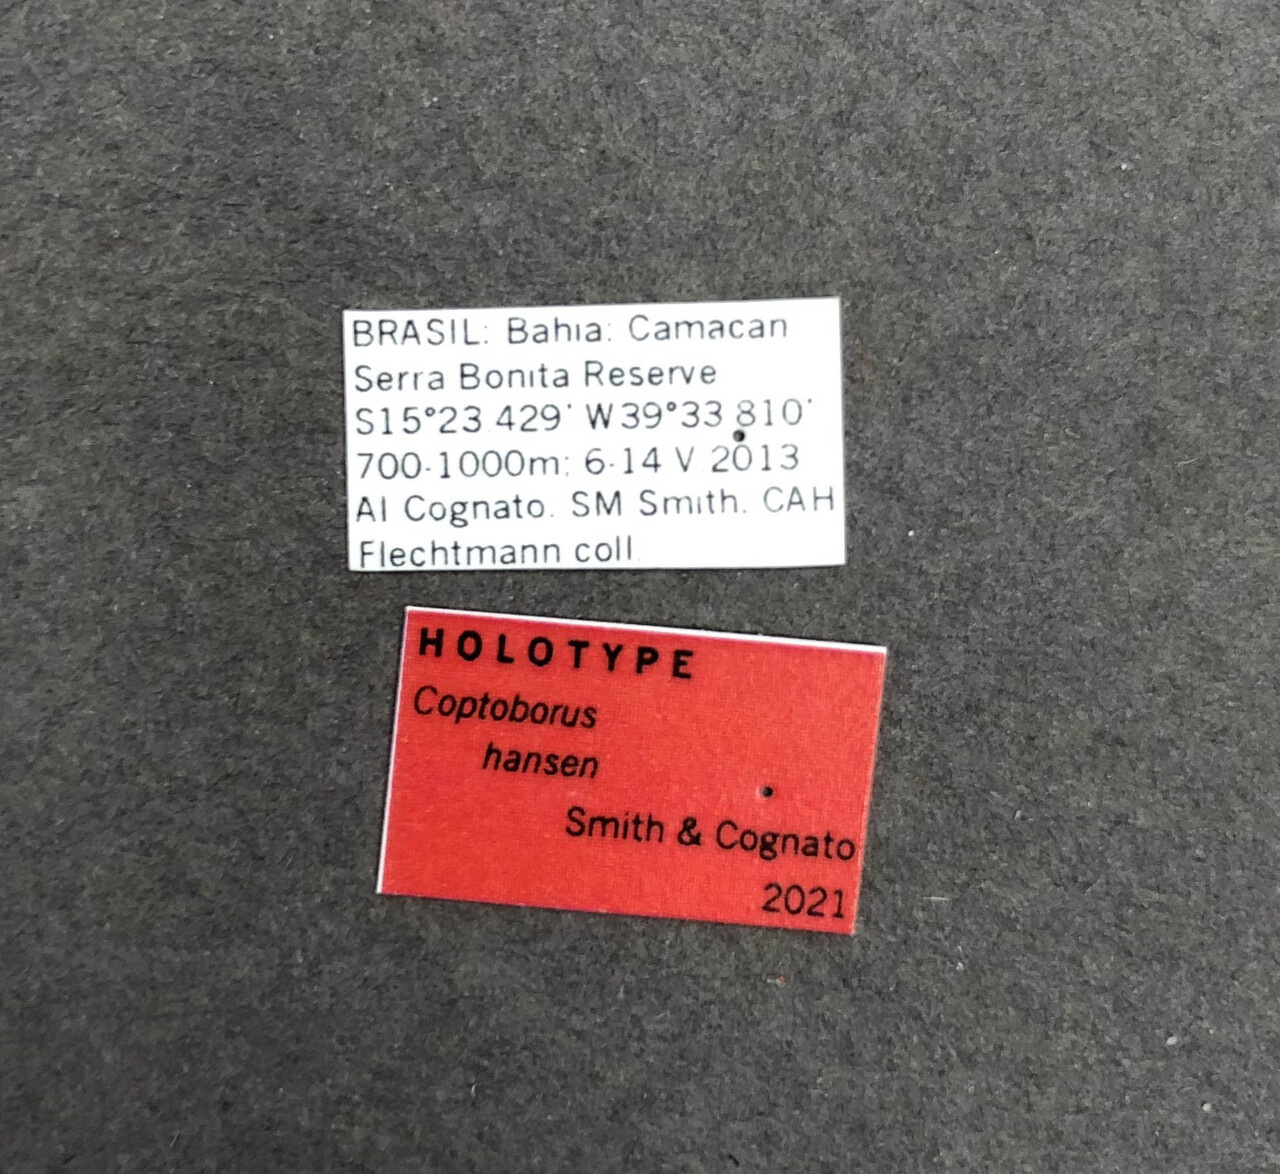 BRASIL: Bahia: Camacan
Serra Bonita Reserve
S15°23.429' W39°33.810'
700-1000m; 6-14 V 2013
AI Cognato, SM Smith, CAH
Flechtmann coll.
HOLOTYPE
Coptoborus
hansen
Smith & Cognato
2021